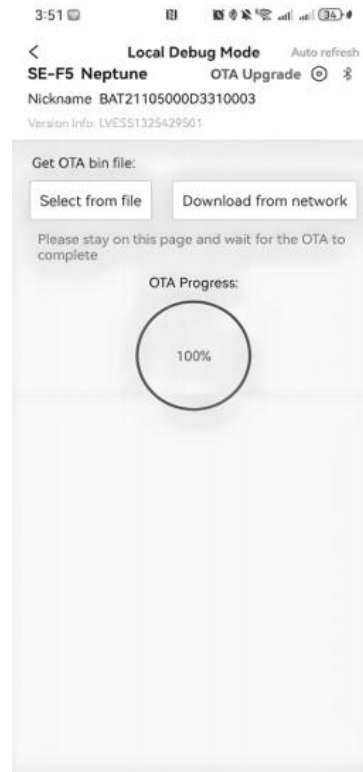 3:51 34
Local Debug Mode Auto refresh
SE-F5 Neptune OTA Upgrade
Nickname BAT21105000D3310003
Version Info: LVESS1325429S01
Get OTA bin file:
Select from file Download from network
Please stay on this page and wait for the OTA to
complete
OTA Progress:
100%